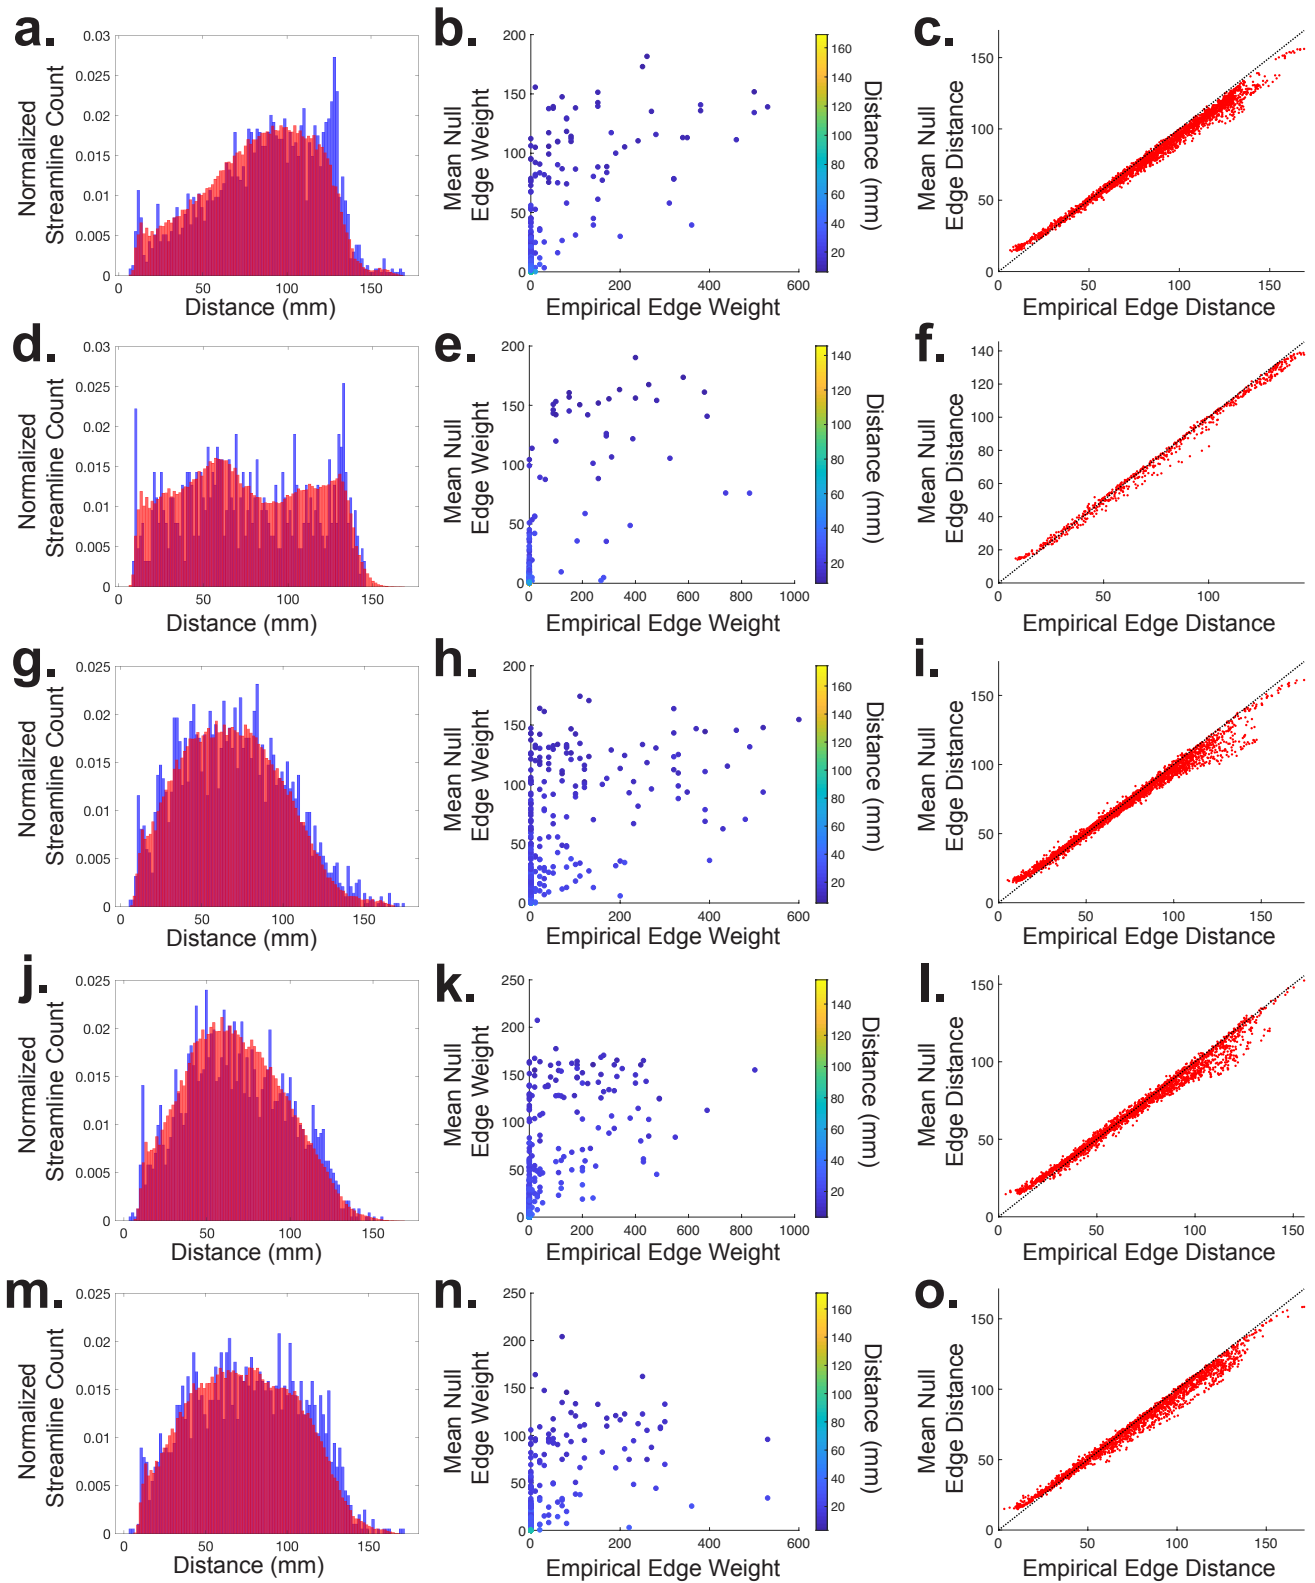 a.
Normalized
Streamline Count
0.03
0.025
0.02
0.015
0.01
0.005
0
0 50 100 150
Distance (mm)
b.
Mean Null
Edge Weight
200
150
100
50
0
0 200 400 600
Empirical Edge Weight
160
140
120
100
80
60
40
20
Distance (mm)
c.
Mean Null
Edge Distance
150
100
50
0
0 50 100 150
Empirical Edge Distance
d.
Normalized
Streamline Count
0.03
0.025
0.02
0.015
0.01
0.005
0
0 50 100 150
Distance (mm)
e.
Mean Null
Edge Weight
200
150
100
50
0
0 200 400 600 800 1000
Empirical Edge Weight
140
120
100
80
60
40
20
Distance (mm)
f.
Mean Null
Edge Distance
140
120
100
80
60
40
20
0
0 50 100
Empirical Edge Distance
g.
Normalized
Streamline Count
0.025
0.02
0.015
0.01
0.005
0
0 50 100 150
Distance (mm)
h.
Mean Null
Edge Weight
200
150
100
50
0
0 200 400 600
Empirical Edge Weight
160
140
120
100
80
60
40
20
Distance (mm)
i.
Mean Null
Edge Distance
150
100
50
0
0 50 100 150
Empirical Edge Distance
j.
Normalized
Streamline Count
0.025
0.02
0.015
0.01
0.005
0
0 50 100 150
Distance (mm)
k.
Mean Null
Edge Weight
250
200
150
100
50
0
0 200 400 600 800 1000
Empirical Edge Weight
140
120
100
80
60
40
20
Distance (mm)
l.
Mean Null
Edge Distance
150
100
50
0
0 50 100 150
Empirical Edge Distance
m.
Normalized
Streamline Count
0.025
0.02
0.015
0.01
0.005
0
0 50 100 150
Distance (mm)
n.
Mean Null
Edge Weight
250
200
150
100
50
0
0 200 400 600
Empirical Edge Weight
160
140
120
100
80
60
40
20
Distance (mm)
o.
Mean Null
Edge Distance
150
100
50
0
0 50 100 150
Empirical Edge Distance